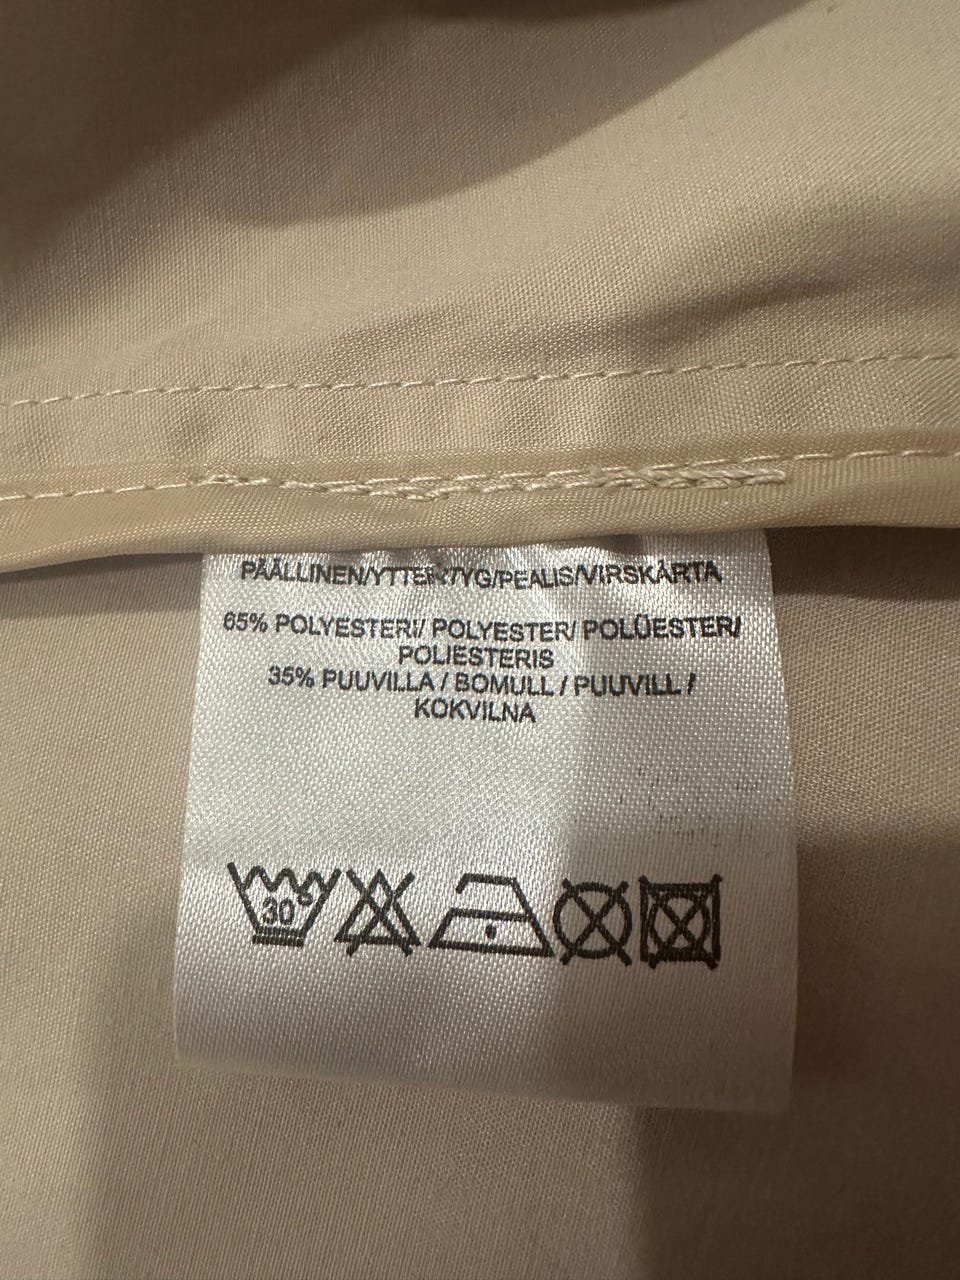 PÄÄLLINEN/YTTERTYG/PEALIS/VIRSKĀRTA
65% POLYESTERI/ POLYESTER/ POLÜESTER/
POLIESTERIS
35% PUUVILLA / BOMULL / PUUVILL /
KOKVILNA
30°